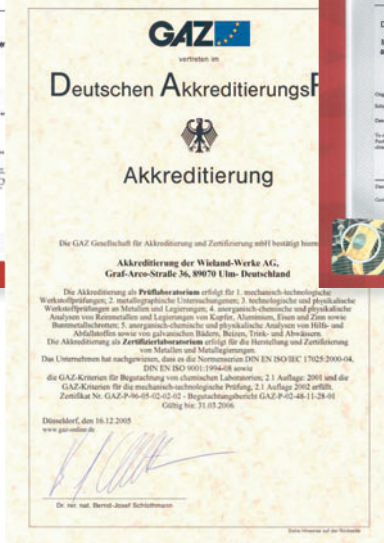 GAZ
vertreten im
Deutschen AkkreditierungsR
Akkreditierung
Die GAZ Gesellschaft für Akkreditierung und Zertifizierung mbH bestätigt hierm
Akkreditierung der Wieland-Werke AG,
Graf-Arco-Straße 36, 89070 Ulm- Deutschland
Die Akkreditierung als Prüflaboratorium erfolgt für 1. mechanisch-technologische
Werkstoffprüfungen; 2. metallographische Untersuchungen; 3. technologische und physikalische
Werkstoffprüfungen an Metallen und Legierungen; 4. anorganisch-chemische und physikalische
Analysen von Reinmetallen und Legierungen von Kupfer, Aluminium, Eisen und Zinn sowie
Buntmetallschrotten; 5. anorganisch-chemische und physikalische Analysen von Hilfs- und
Abfallstoffen sowie von galvanischen Bädern, Beizen, Trink- und Abwässern.
Die Akkreditierung als Zertifizierlaboratorium erfolgt für die Herstellung und Zertifizierung
von Metallen und Metallegierungen.
Das Unternehmen hat nachgewiesen, dass es die Normenserien DIN EN ISO/IEC 17025:2000-04,
DIN EN ISO 9001:1994-08 sowie
die GAZ-Kriterien für Begutachtung von chemischen Laboratorien; 2.1 Auflage: 2001 und die
GAZ-Kriterien für die mechanisch-technologische Prüfung, 2.1 Auflage 2002 erfüllt.
Zertifikat Nr. GAZ-P-96-05-02-02-02 - Begutachtungsbericht GAZ-P-02-48-11-28-01
Gültig bis: 31.03.2006
Düsseldorf, den 16.12.2005
www.gaz-online.de
Dr. rer. nat. Bernd-Josef Schlothmann
Siehe Hinweise auf der Rückseite